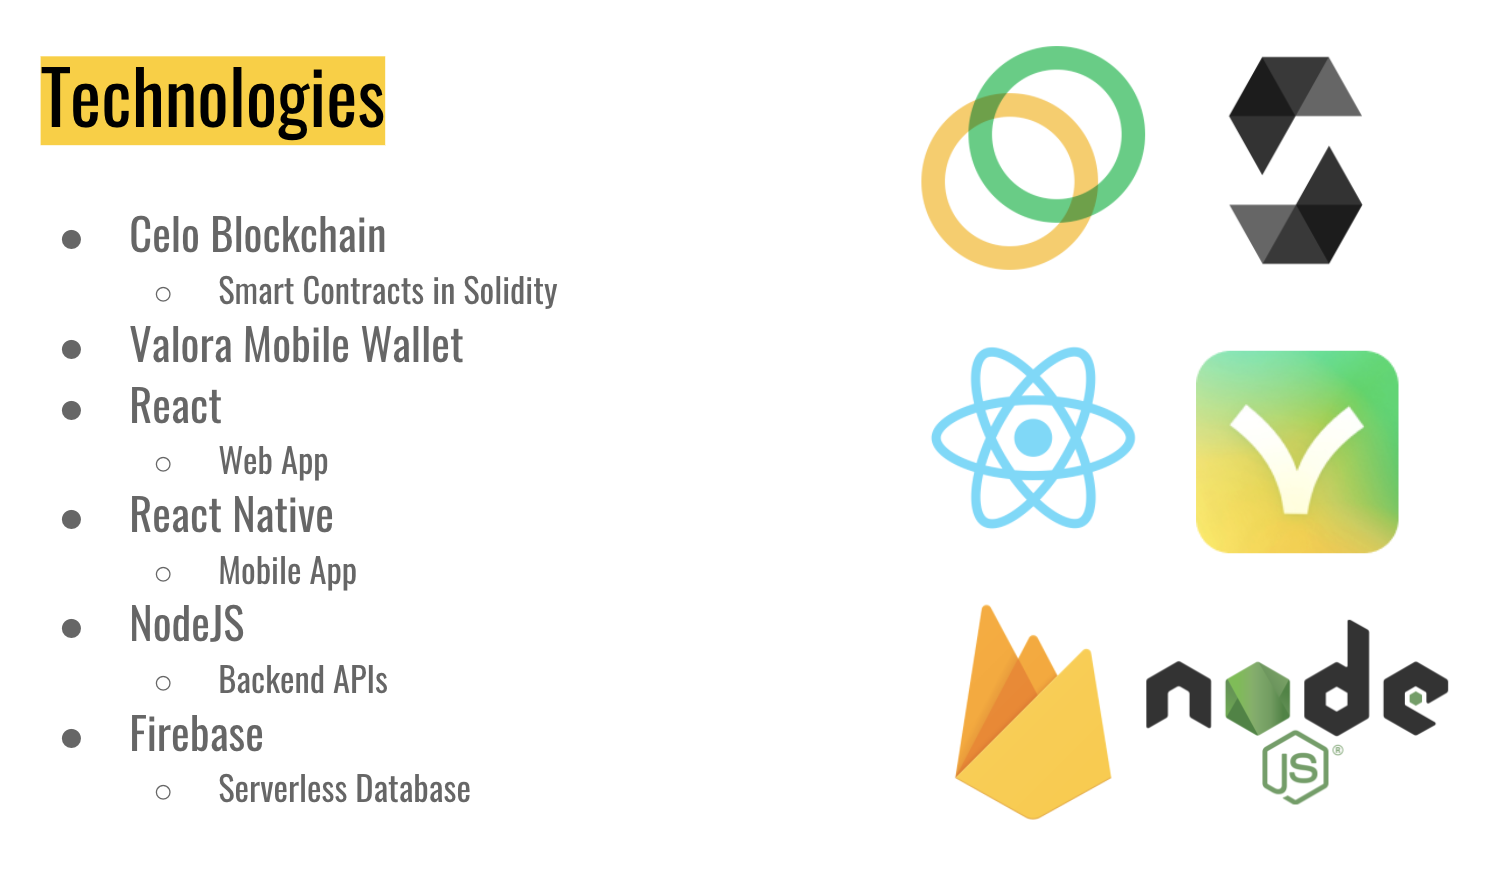 Technologies
● Celo Blockchain
○ Smart Contracts in Solidity
● Valora Mobile Wallet
● React
○ Web App
● React Native
○ Mobile App
● NodeJS
○ Backend APIs
● Firebase
○ Serverless Database
node
JS®